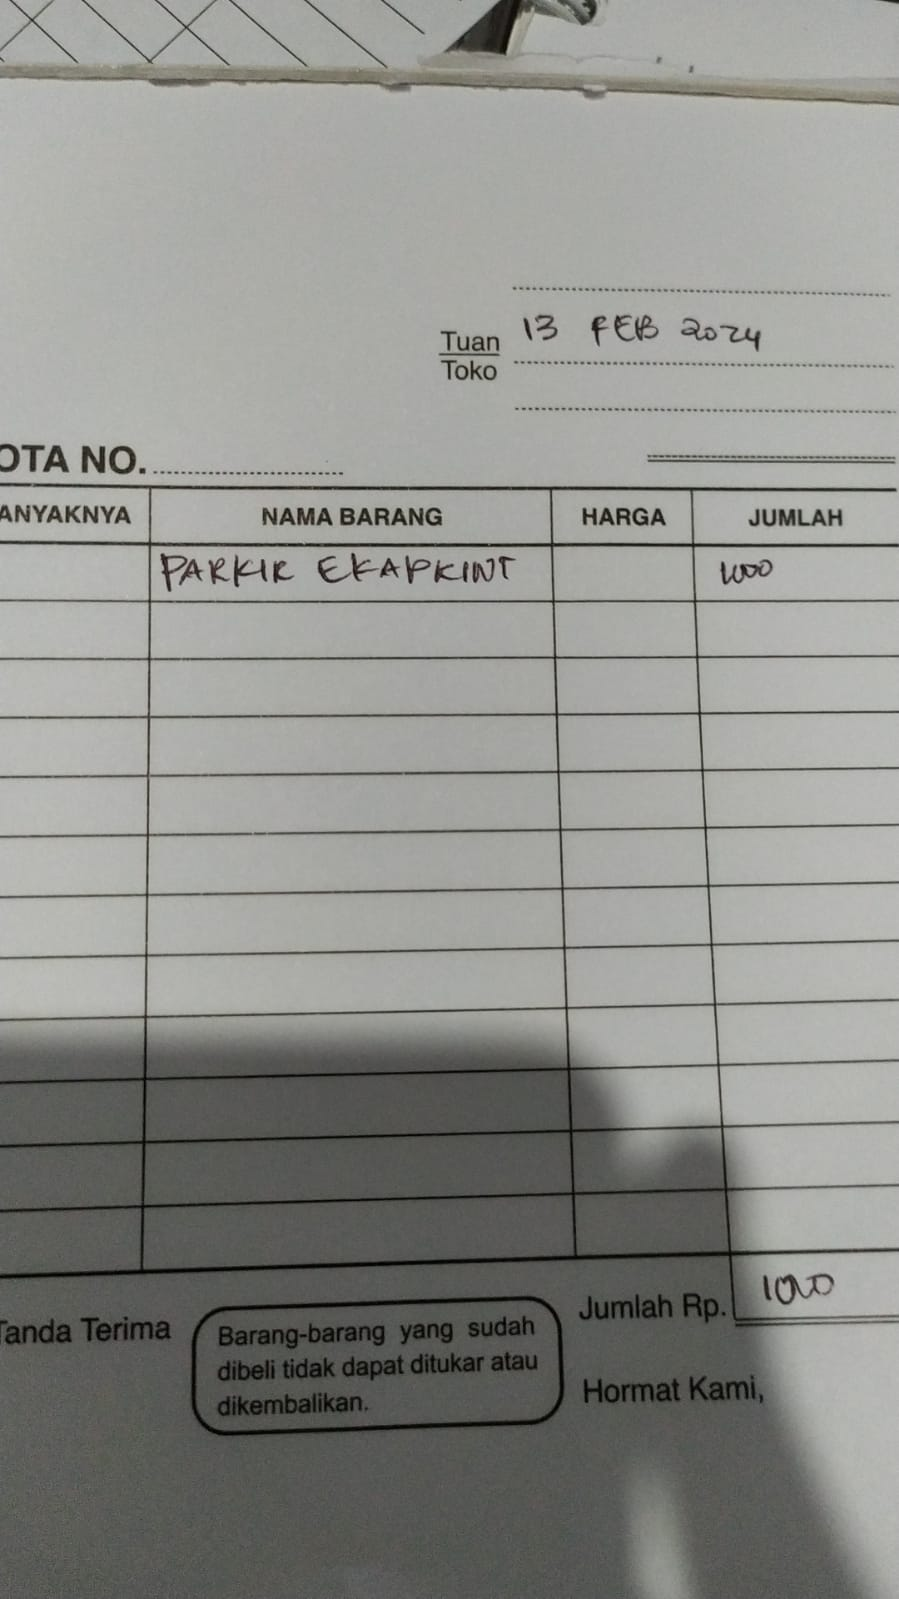 13 FEB 2024
Tuan
Toko
OTA NO.
ANYAKNYA NAMA BARANG HARGA JUMLAH
PARKIR EKAPRINT 1000
Jumlah Rp. 1000
Tanda Terima
Barang-barang yang sudah
dibeli tidak dapat ditukar atau
dikembalikan.
Hormat Kami,